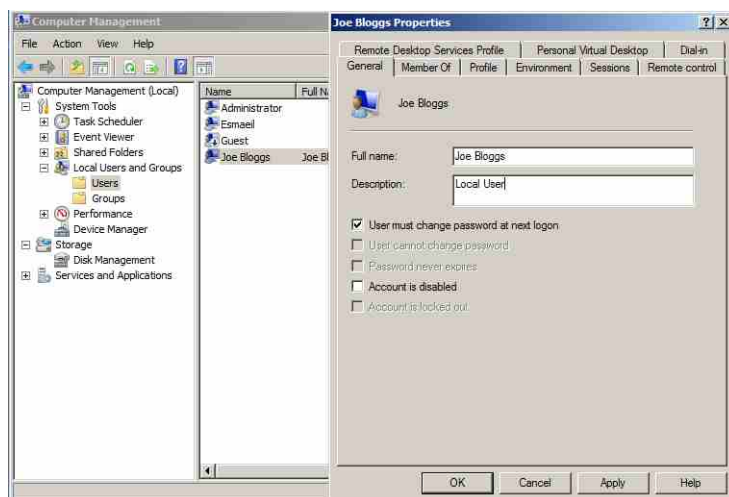 Computer Management
File Action View Help
Computer Management (Local)
System Tools
Task Scheduler
Event Viewer
Shared Folders
Local Users and Groups
Users
Groups
Performance
Device Manager
Storage
Disk Management
Services and Applications
Name Full N
Administrator
Esmaeil
Guest
Joe Bloggs Joe Bl
Joe Bloggs Properties
Remote Desktop Services Profile Personal Virtual Desktop Dial-in
General Member Of Profile Environment Sessions Remote control
Joe Bloggs
Full name: Joe Bloggs
Description: Local User
User must change password at next logon
User cannot change password
Password never expires
Account is disabled
Account is locked out
OK Cancel Apply Help